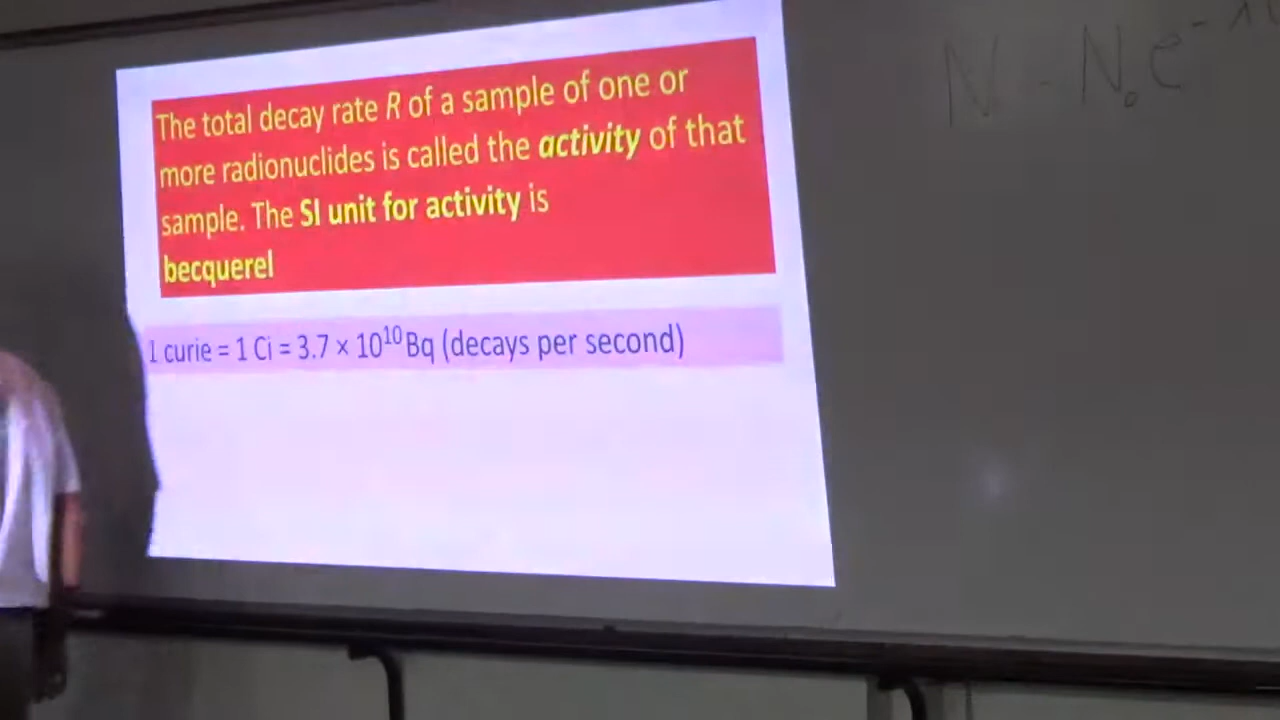 The total decay rate R of a sample of one or
more radionuclides is called the activity of that
sample. The SI unit for activity is
becquerel
1 curie = 1 Ci = 3.7 × 10¹⁰ Bq (decays per second)
N = N₀e⁻